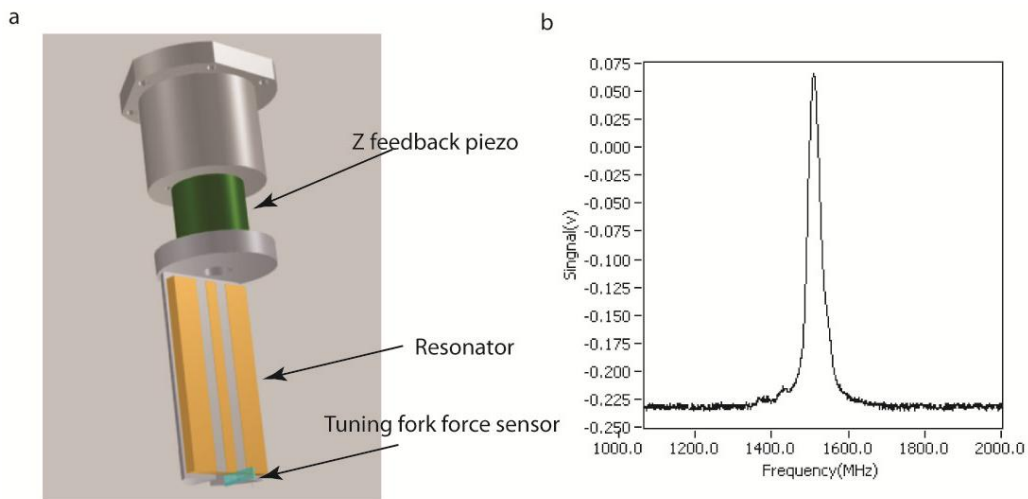 a
Z feedback piezo
Resonator
Tuning fork force sensor
b
0.075
0.050
0.025
0.000
-0.025
-0.050
-0.075
-0.100
-0.125
-0.150
-0.175
-0.200
-0.225
-0.250
Singnal(v)
1000.0 1400.0 1600.0 1800.0 2000.0
Frequency(MHz)